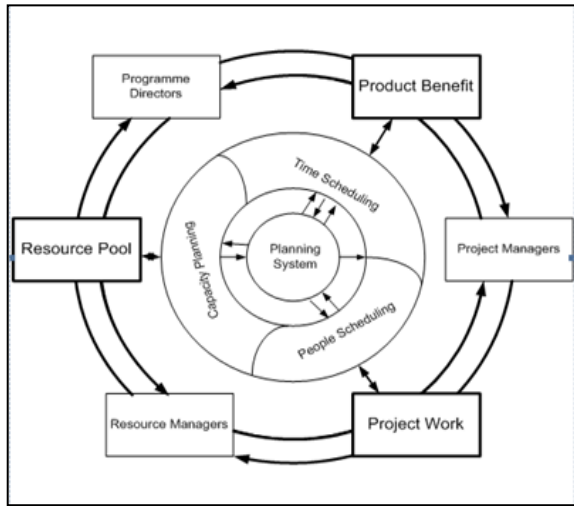 Programme
Directors
Product Benefit
Time Scheduling
Resource Pool
Capacity Planning
Planning
System
Project Managers
People Scheduling
Resource Managers
Project Work